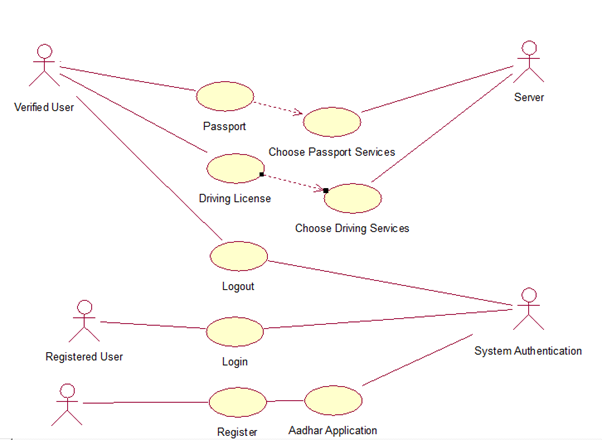 Verified User
Server
Passport
Choose Passport Services
Driving License
Choose Driving Services
Logout
Registered User
Login
System Authentication
Register
Aadhar Application